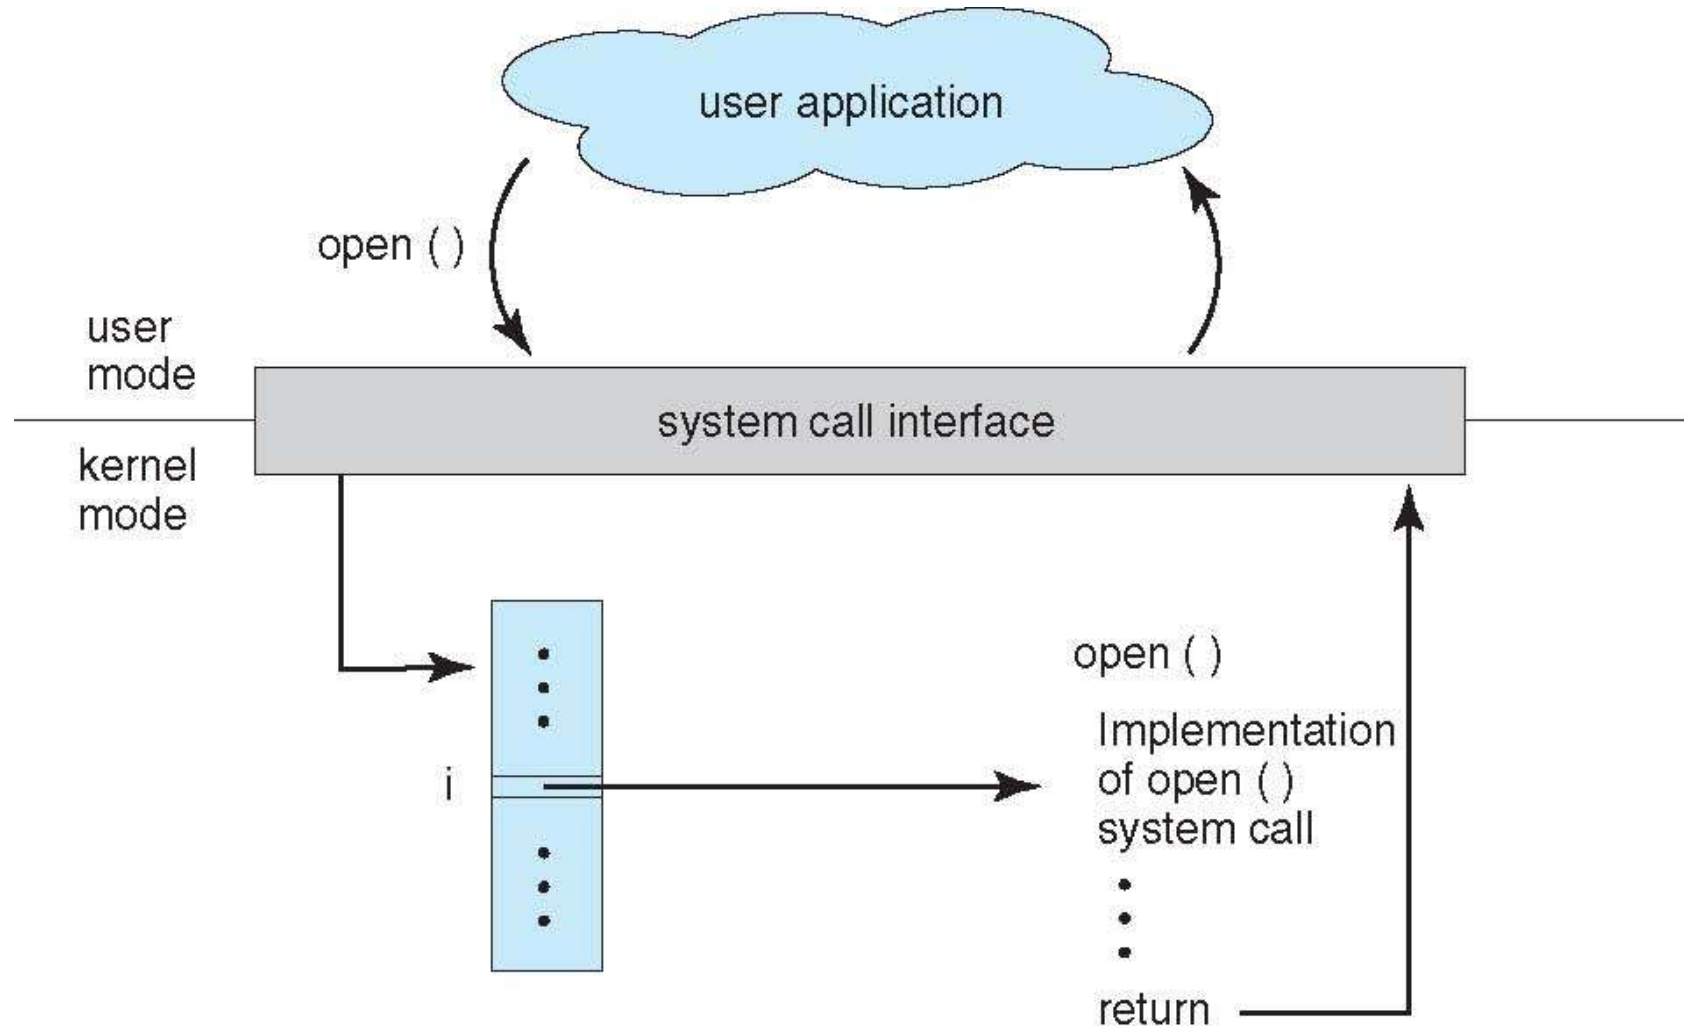 user application
open ( )
user
mode
system call interface
kernel
mode
open ( )
Implementation
of open ( )
system call
i
return